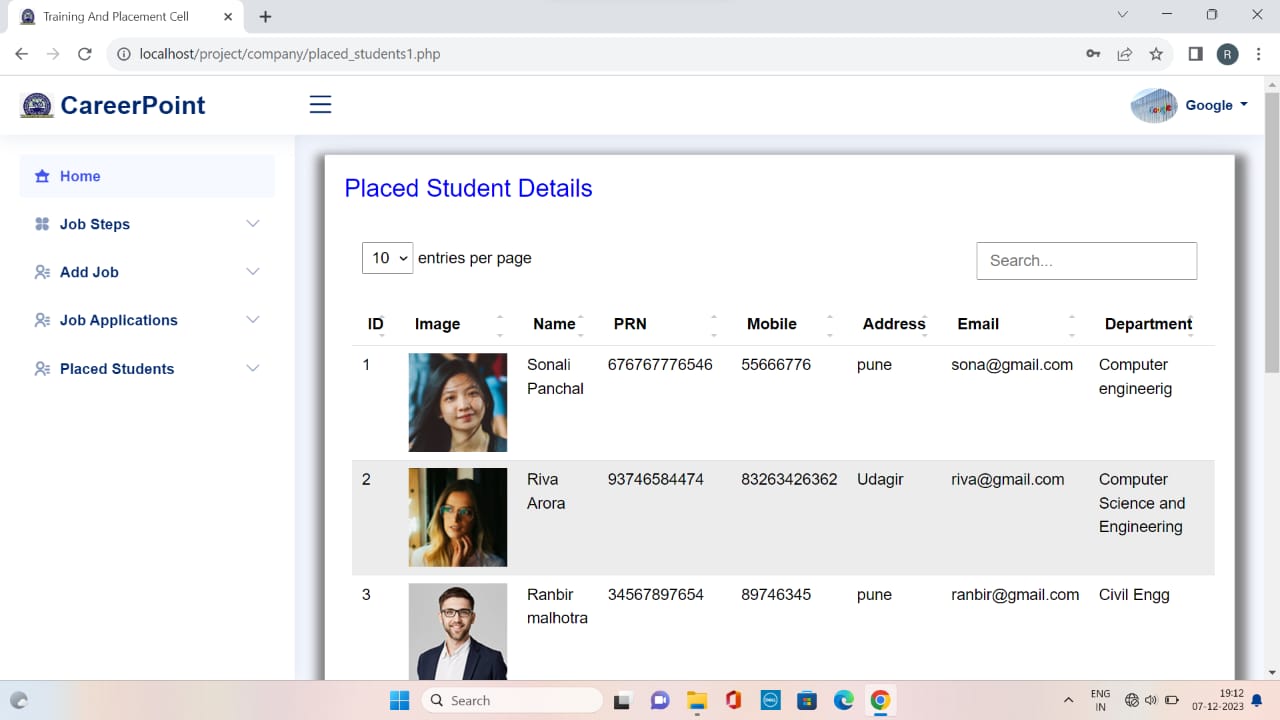 Training And Placement Cell
localhost/project/company/placed_students1.php
R
CareerPoint
Google
Home
Job Steps
Add Job
Job Applications
Placed Students
Placed Student Details
10 entries per page
Search...
ID Image Name PRN Mobile Address Email Department
1 Sonali 676767776546 55666776 pune sona@gmail.com Computer
Panchal engineerig
2 Riva 93746584474 83263426362 Udagir riva@gmail.com Computer
Arora Science and
Engineering
3 Ranbir 34567897654 89746345 pune ranbir@gmail.com Civil Engg
malhotra
Search
ENG
IN
19:12
07-12-2023